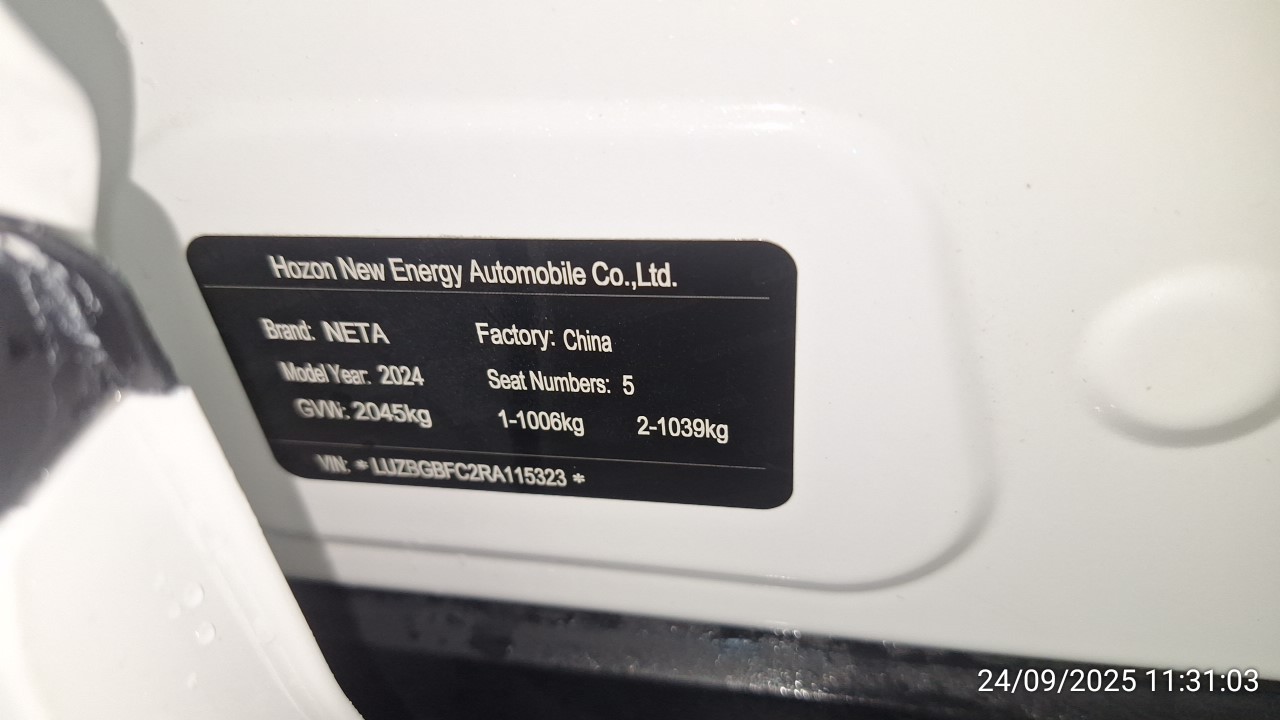 Hozon New Energy Automobile Co.,Ltd.
Brand: NETA Factory: China
Model Year: 2024 Seat Numbers: 5
GVW: 2045kg 1-1006kg 2-1039kg
VIN: * LUZBGBFC2RA115323 *
24/09/2025 11:31:03